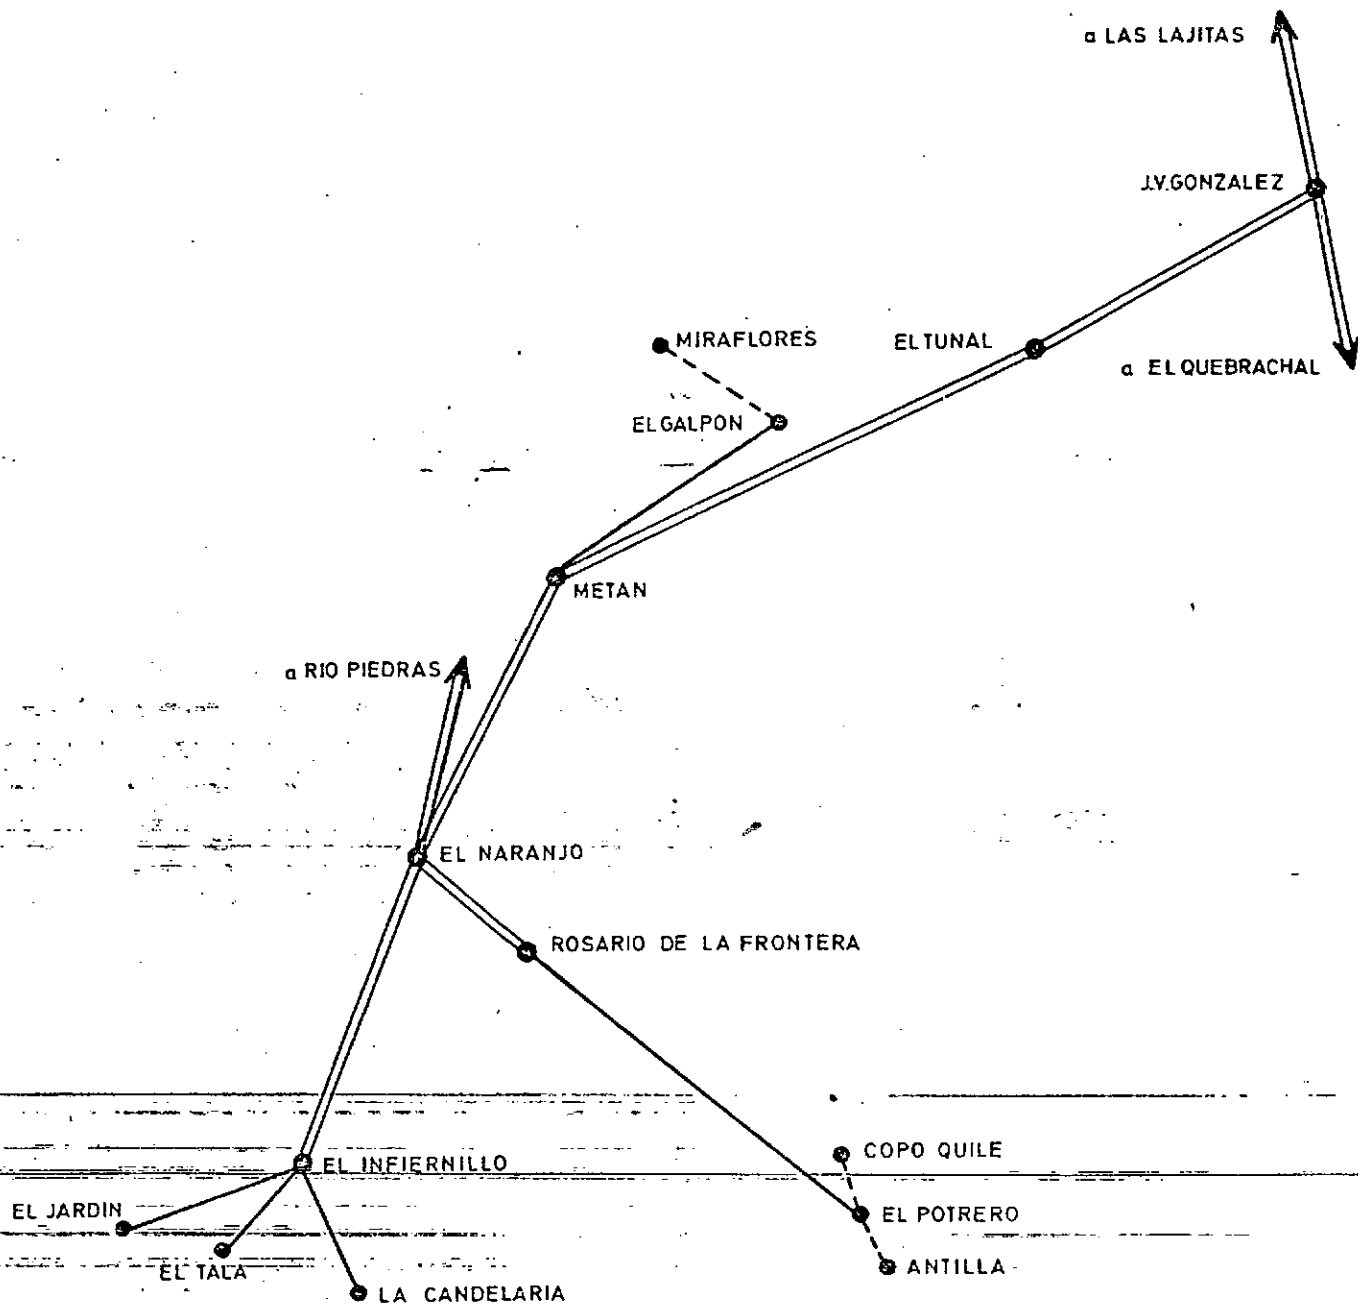 a LAS LAJITAS
J.V.GONZALEZ
MIRAFLORES
EL TUNAL
a EL QUEBRACHAL
EL GALPON
METAN
a RIO PIEDRAS
EL NARANJO
ROSARIO DE LA FRONTERA
COPO QUILE
EL INFIERNILLO
EL JARDIN
EL POTRERO
EL TALA
ANTILLA
LA CANDELARIA